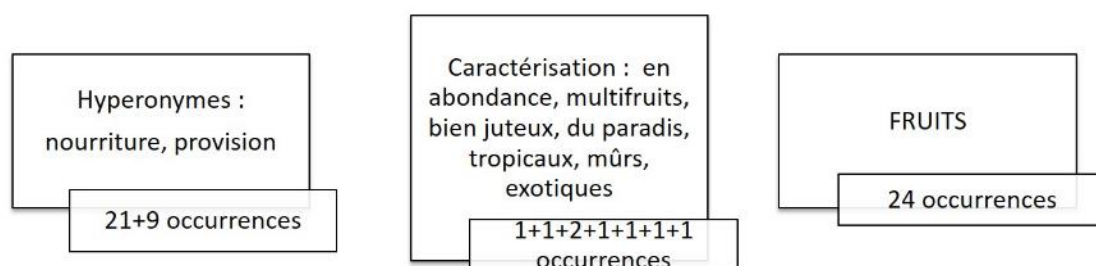 Hyperonymes :
nourriture, provision
21+9 occurrences
Caractérisation : en
abondance, multifruits,
bien juteux, du paradis,
tropicaux, mûrs,
exotiques
1+1+2+1+1+1+1
occurrences
FRUITS
24 occurrences